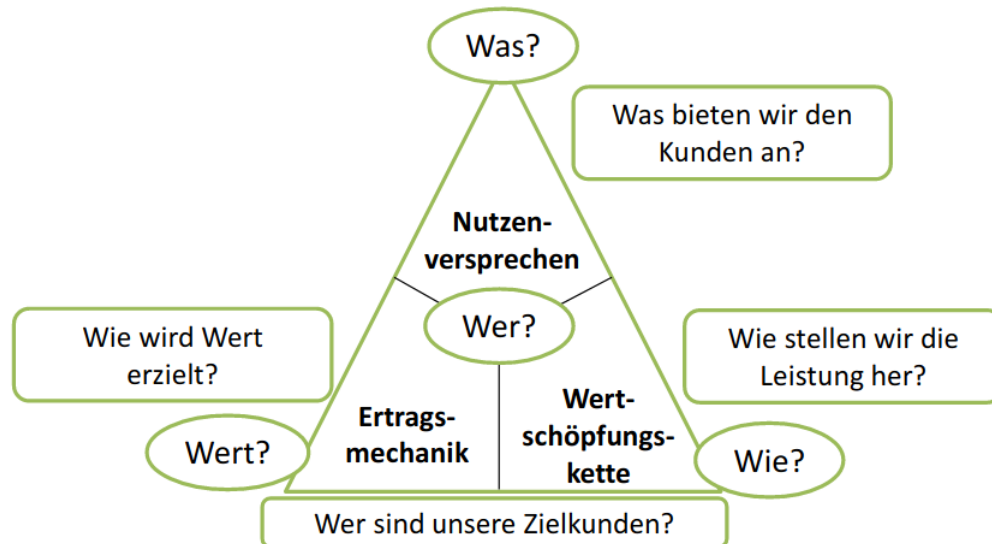 Was?
Was bieten wir den
Kunden an?
Nutzen-
versprechen
Wer?
Wie wird Wert
erzielt?
Wie stellen wir die
Leistung her?
Ertrags-
mechanik
Wert-
schöpfungs-
kette
Wert?
Wie?
Wer sind unsere Zielkunden?